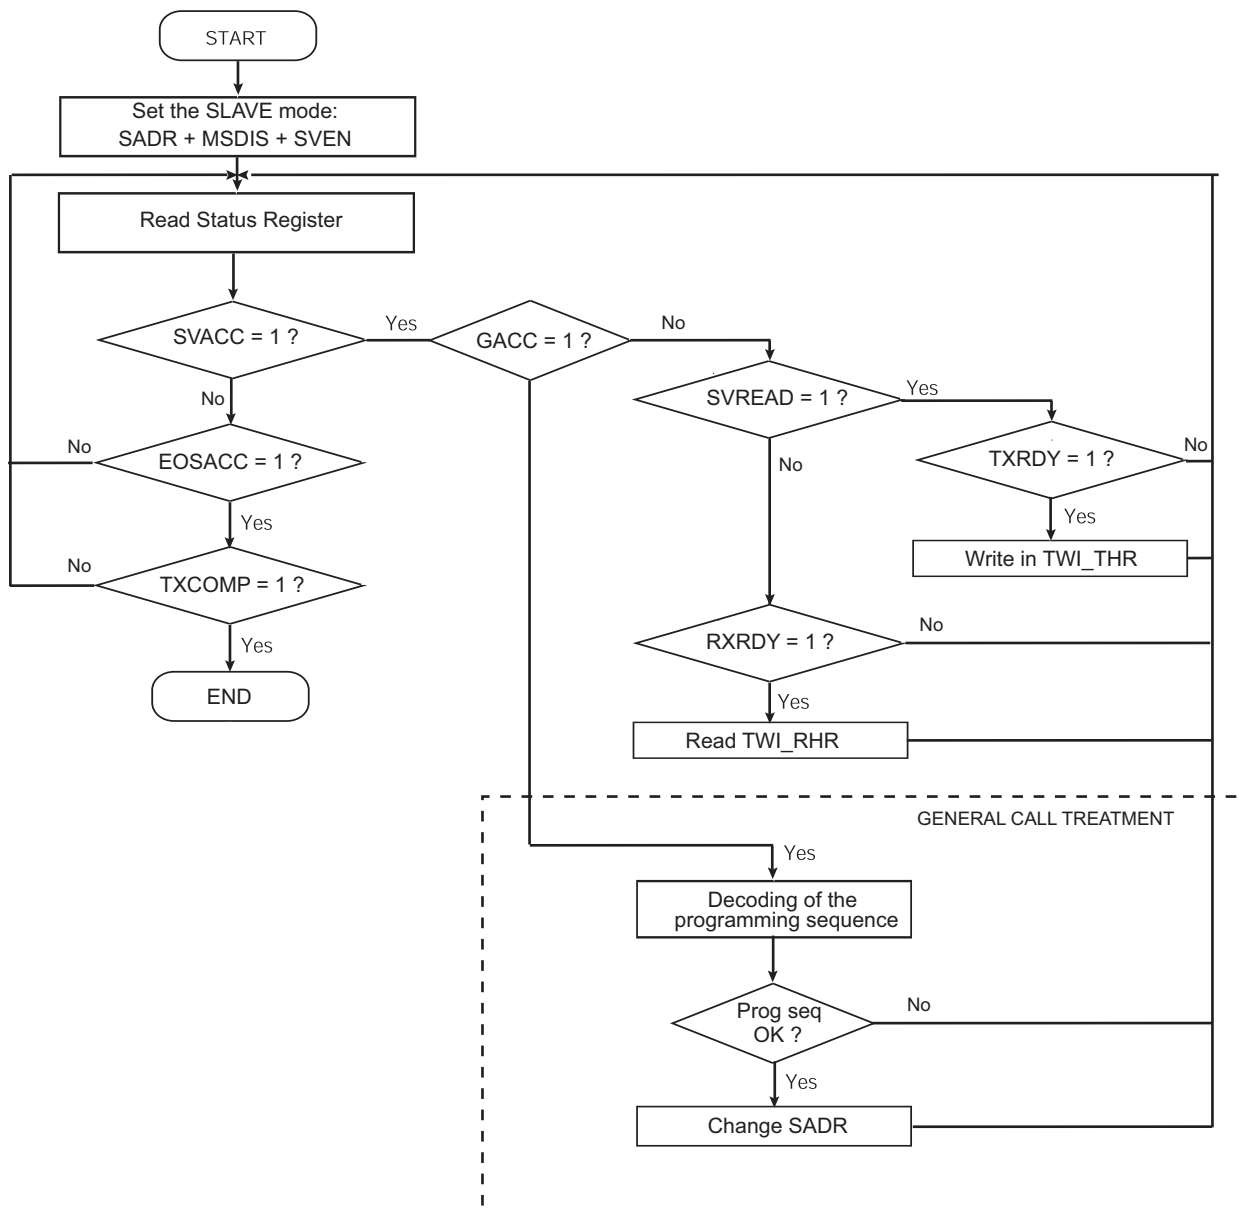 START
Set the SLAVE mode:
SADR + MSDIS + SVEN
Read Status Register
SVACC = 1 ?
Yes
GACC = 1 ?
No
SVREAD = 1 ?
Yes
No
No
EOSACC = 1 ?
No
TXRDY = 1 ?
No
Yes
Yes
Write in TWI_THR
No
TXCOMP = 1 ?
Yes
END
RXRDY = 1 ?
No
Yes
Read TWI_RHR
GENERAL CALL TREATMENT
Yes
Decoding of the
programming sequence
Prog seq
OK ?
No
Yes
Change SADR